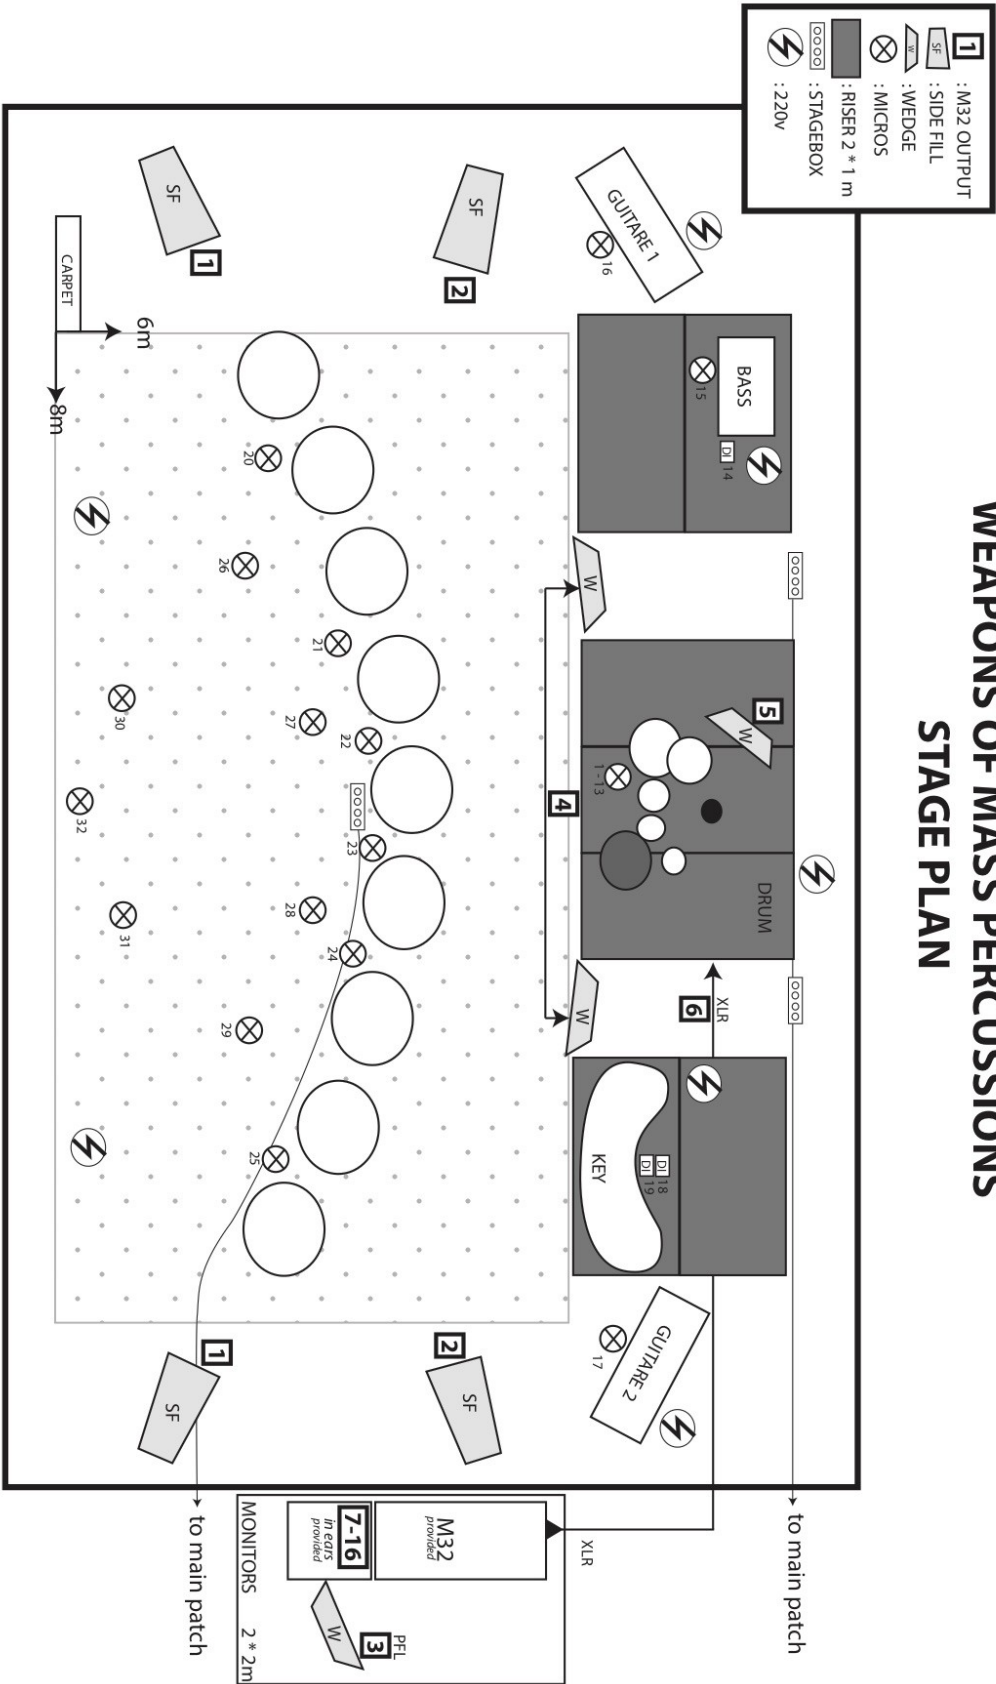 WEAPONS OF MASS PERCUSSIONS
STAGE PLAN
1 : M32 OUTPUT
SF : SIDE FILL
W : WEDGE
: MICROS
: RISER 2 * 1 m
: STAGEBOX
: 220v
GUITARE 1
16
BASS
15
DI 14
W
5
W
1 - 13
DRUM
4
W
XLR
6
KEY
DI 18
DI 19
GUITARE 2
17
SF
2
SF
1
CARPET
6m
8m
20
26
21
27
22
23
28
24
29
25
30
32
31
2
SF
1
SF
to main patch
to main patch
XLR
M32
provided
7-16
in ears
provided
W
3
PFL
MONITORS 2 * 2m